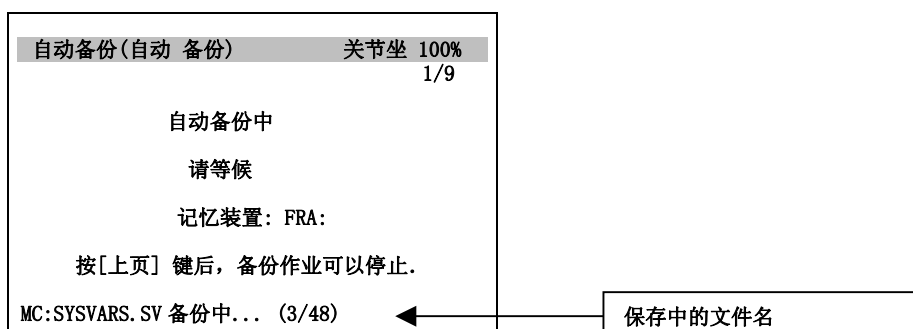 自动备份(自动 备份) 关节坐 100%
1/9
自动备份中
请等候
记忆装置: FRA:
按[上页] 键后，备份作业可以停止.
MC:SYSVARS.SV 备份中... (3/48)
保存中的文件名